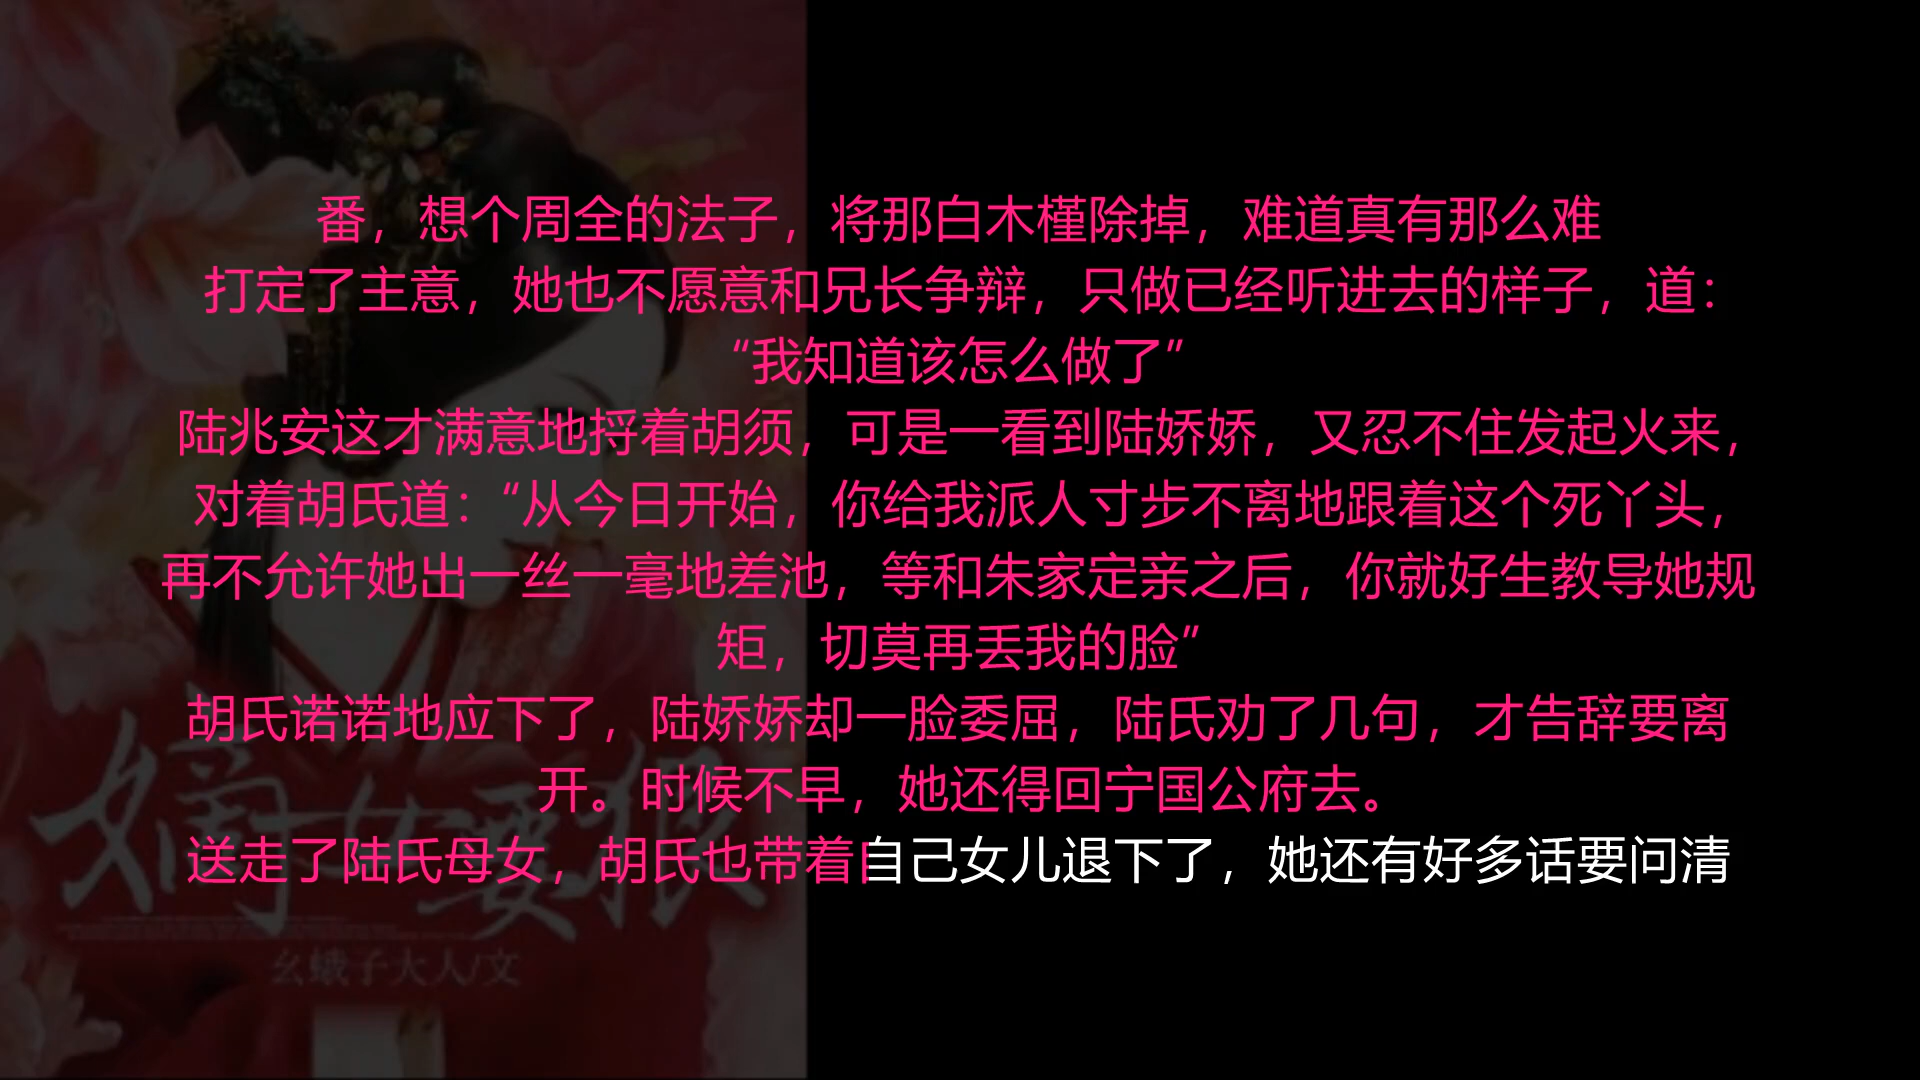 番，想个周全的法子，将那白木槿除掉，难道真有那么难
打定了主意，她也不愿意和兄长争辩，只做已经听进去的样子，道：
“我知道该怎么做了”
陆兆安这才满意地捋着胡须，可是一看到陆娇娇，又忍不住发起火来，
对着胡氏道：“从今日开始，你给我派人寸步不离地跟着这个死丫头，
再不允许她出一丝一毫地差池，等和朱家定亲之后，你就好生教导她规
矩，切莫再丢我的脸”
胡氏诺诺地应下了，陆娇娇却一脸委屈，陆氏劝了几句，才告辞要离
开。时候不早，她还得回宁国公府去。
送走了陆氏母女，胡氏也带着自己女儿退下了，她还有好多话要问清
嫡女要狠
幺蛾子大人/文